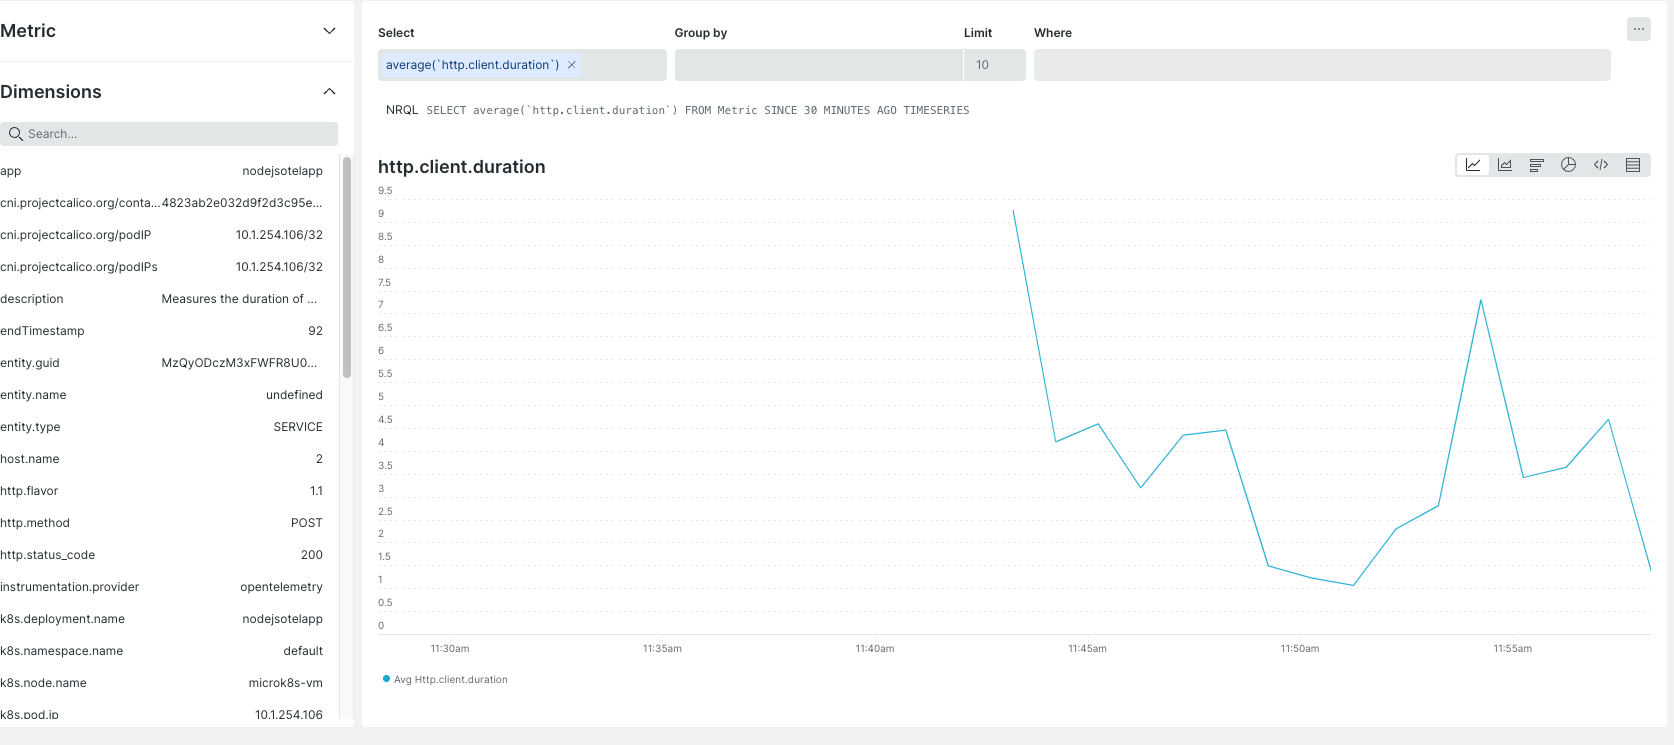 Metric
Dimensions
Search...
app nodejsotelapp
cni.projectcalico.org/conta... 4823ab2e032d9f2d3c95e...
cni.projectcalico.org/podIP 10.1.254.106/32
cni.projectcalico.org/podIPs 10.1.254.106/32
description Measures the duration of ...
endTimestamp 92
entity.guid MzQyODczM3xFWFR8U0...
entity.name undefined
entity.type SERVICE
host.name 2
http.flavor 1.1
http.method POST
http.status_code 200
instrumentation.provider opentelemetry
k8s.deployment.name nodejsotelapp
k8s.namespace.name default
k8s.node.name microk8s-vm
k8s.pod.ip 10.1.254.106
Select Group by Limit Where
average(`http.client.duration`) 10
NRQL SELECT average(`http.client.duration`) FROM Metric SINCE 30 MINUTES AGO TIMESERIES
http.client.duration
9.5
9
8.5
8
7.5
7
6.5
6
5.5
5
4.5
4
3.5
3
2.5
2
1.5
1
0.5
0
11:30am 11:35am 11:40am 11:45am 11:50am 11:55am
Avg Http.client.duration